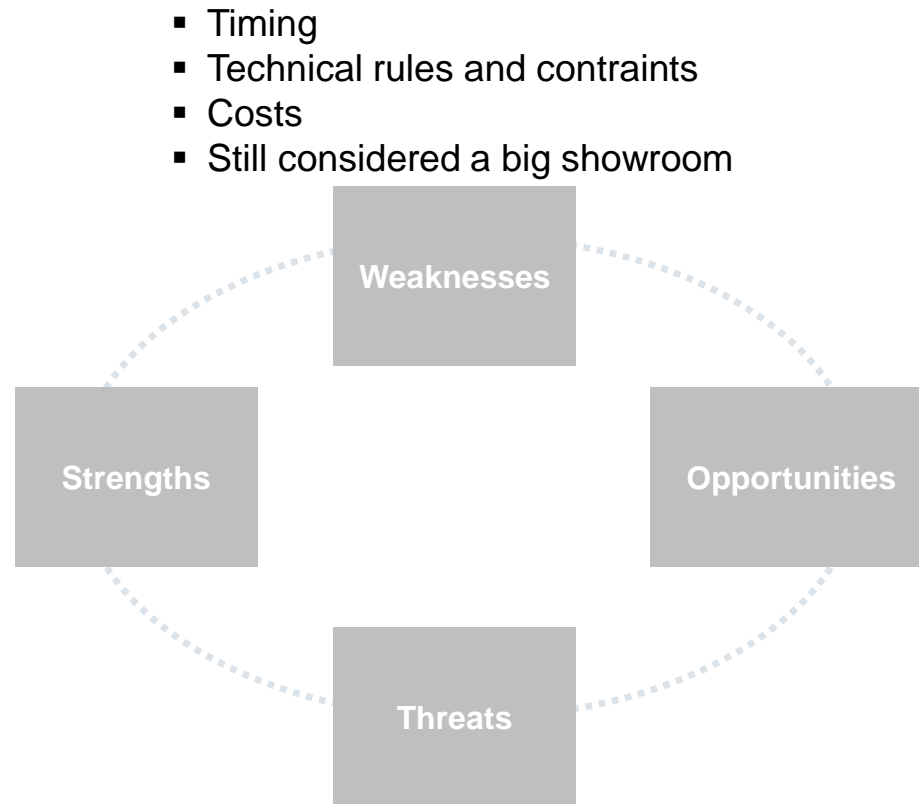 ▪ Timing
▪ Technical rules and contraints
▪ Costs
▪ Still considered a big showroom
Weaknesses
Strengths
Opportunities
Threats